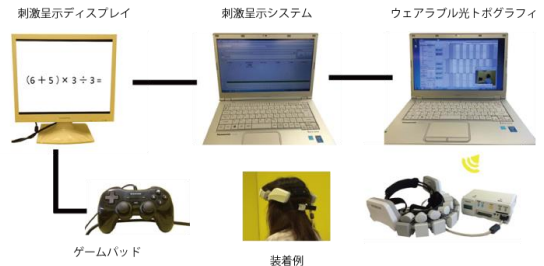 刺激呈示ディスプレイ
刺激呈示システム
ウェアラブル光トポグラフィ
(6+5)×3÷3=
ゲームパッド
装着例